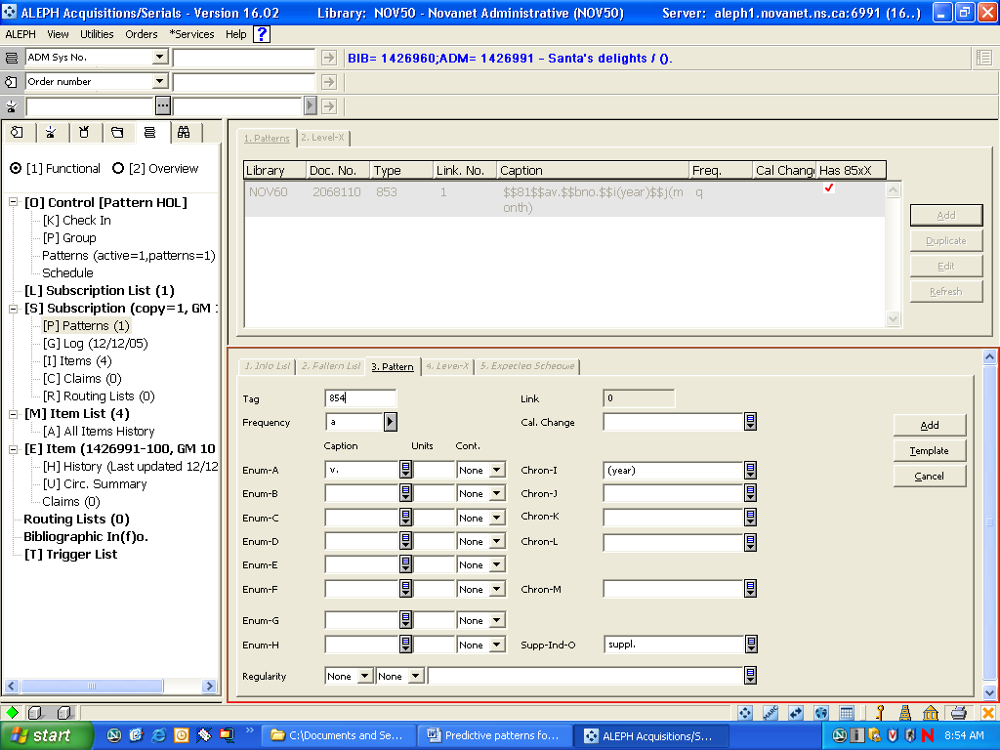 ALEPH Acquisitions/Serials - Version 16.02 Library: NOV50 - Novanet Administrative (NOV50) Server: aleph1.novanet.ns.ca:6991 (16..)
ALEPH View Utilities Orders *Services Help ?
ADM Sys No. BIB= 1426960;ADM= 1426991 - Santa's delights / ().
Order number
1. Patterns 2. Level-X
[1] Functional [2] Overview
Library Doc. No. Type Link. No. Caption Freq. Cal Chang Has 85xX
NOV60 2068110 853 1 $$81$$av.$$bno.$$i(year)$$j(m q
onth)
Add
Duplicate
Edit
Refresh
[O] Control [Pattern HOL]
[K] Check In
[P] Group
Patterns (active=1,patterns=1)
Schedule
[L] Subscription List (1)
[S] Subscription (copy=1, GM 1
[P] Patterns (1)
[G] Log (12/12/05)
[I] Items (4)
[C] Claims (0)
[R] Routing Lists (0)
[M] Item List (4)
[A] All Items History
[E] Item (1426991-100, GM 10
[H] History (Last updated 12/12
[U] Circ. Summary
Claims (0)
Routing Lists (0)
Bibliographic In(f)o.
[T] Trigger List
1. Info List 2. Pattern List 3. Pattern 4. Level-X 5. Expected Schedule
Tag 854 Link 0
Frequency a Cal. Change
Caption Units Cont.
Enum-A v. None Chron-I (year)
Enum-B None Chron-J
Enum-C None Chron-K
Enum-D None Chron-L
Enum-E None
Enum-F None Chron-M
Enum-G None
Enum-H None Supp-Ind-O suppl.
Regularity None None
Add
Template
Cancel
MARC
start C:\Documents and Se... Predictive patterns fo... ALEPH Acquisitions/S... 8:54 AM